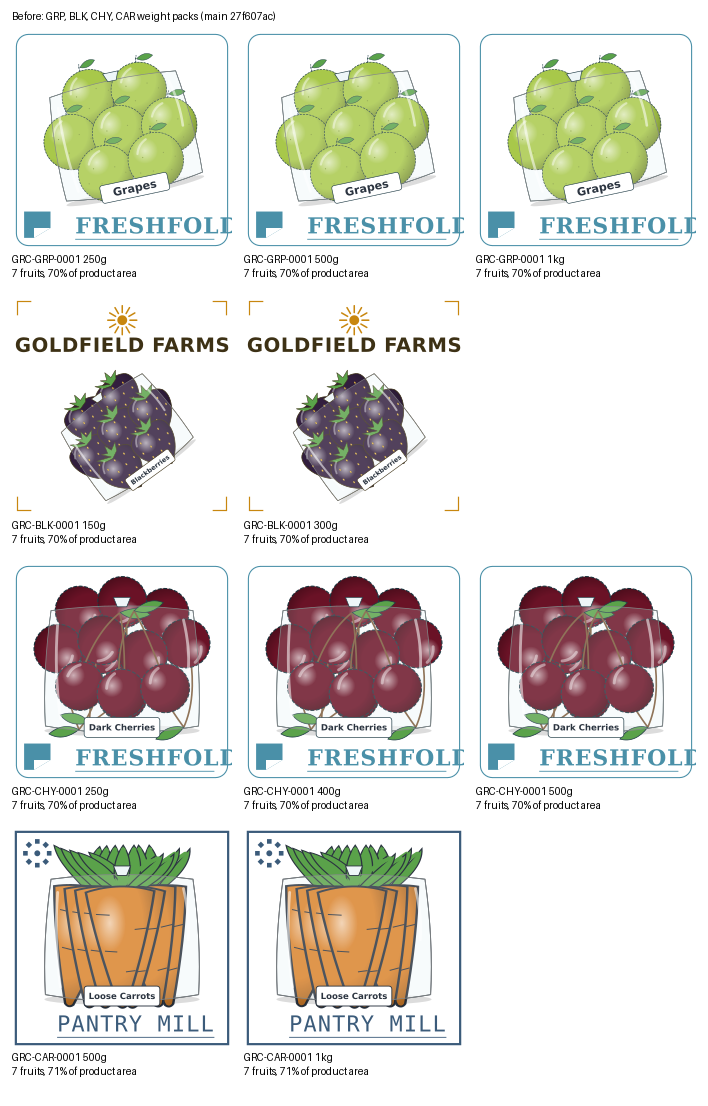 Before: GRP, BLK, CHY, CAR weight packs (main 27f607ac)
Grapes Grapes Grapes
FRESHFOLD FRESHFOLD FRESHFOLD
GRC-GRP-0001 250g GRC-GRP-0001 500g GRC-GRP-0001 1kg
7 fruits, 70% of product area 7 fruits, 70% of product area 7 fruits, 70% of product area
GOLDFIELD FARMS GOLDFIELD FARMS
Blackberries Blackberries
GRC-BLK-0001 150g GRC-BLK-0001 300g
7 fruits, 70% of product area 7 fruits, 70% of product area
Dark Cherries Dark Cherries Dark Cherries
FRESHFOLD FRESHFOLD FRESHFOLD
GRC-CHY-0001 250g GRC-CHY-0001 400g GRC-CHY-0001 500g
7 fruits, 70% of product area 7 fruits, 70% of product area 7 fruits, 70% of product area
Loose Carrots Loose Carrots
PANTRY MILL PANTRY MILL
GRC-CAR-0001 500g GRC-CAR-0001 1kg
7 fruits, 71% of product area 7 fruits, 71% of product area